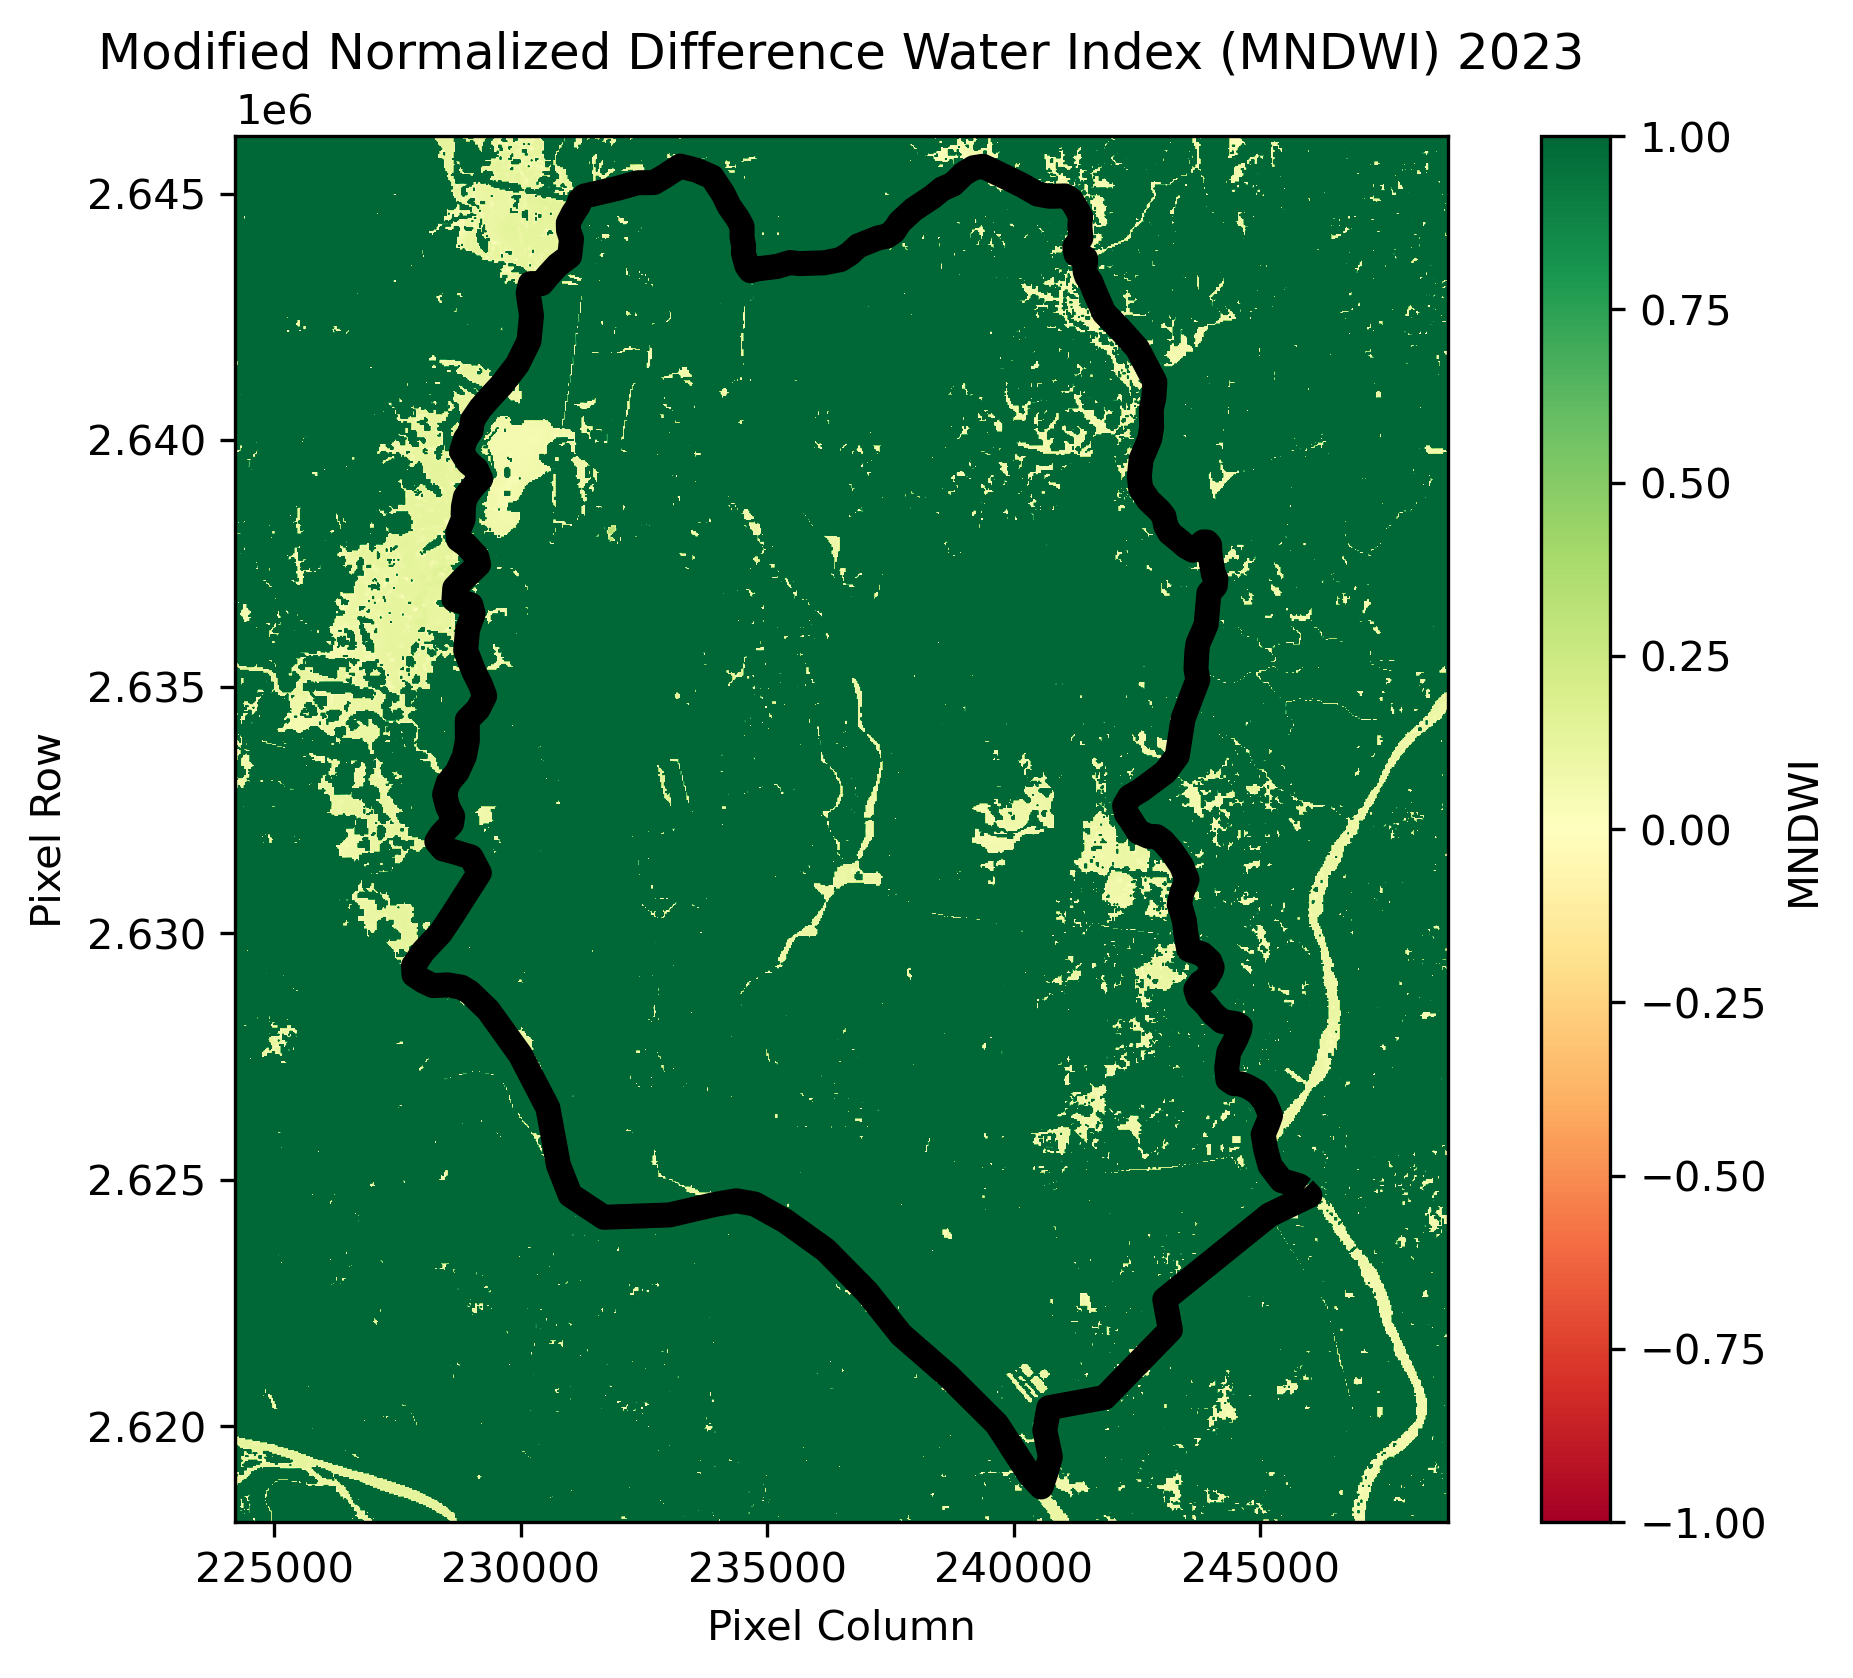 Modified Normalized Difference Water Index (MNDWI) 2023
1e6
2.645
2.640
2.635
2.630
2.625
2.620
Pixel Row
225000 230000 235000 240000 245000
Pixel Column
1.00
0.75
0.50
0.25
0.00
−0.25
−0.50
−0.75
−1.00
MNDWI